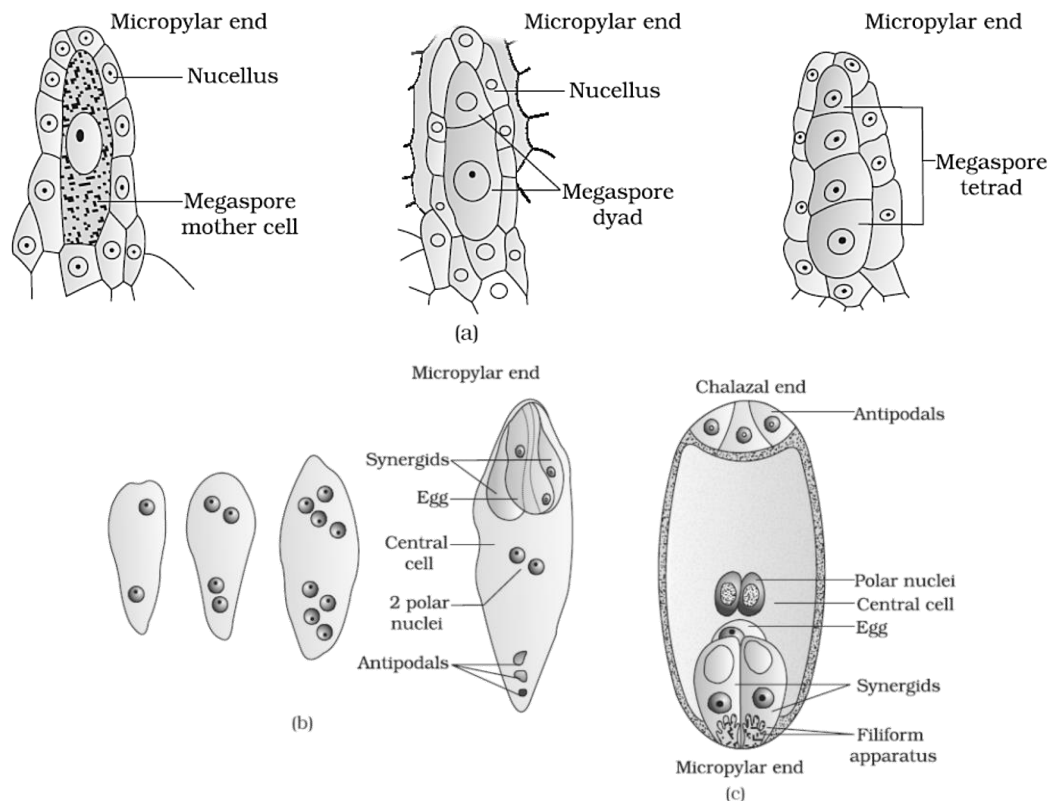 Micropylar end
Nucellus
Megaspore
mother cell
Micropylar end
Nucellus
Megaspore
dyad
Micropylar end
Megaspore
tetrad
(a)
Micropylar end
Synergids
Egg
Central
cell
2 polar
nuclei
Antipodals
(b)
Chalazal end
Antipodals
Polar nuclei
Central cell
Egg
Synergids
Filiform
apparatus
Micropylar end
(c)